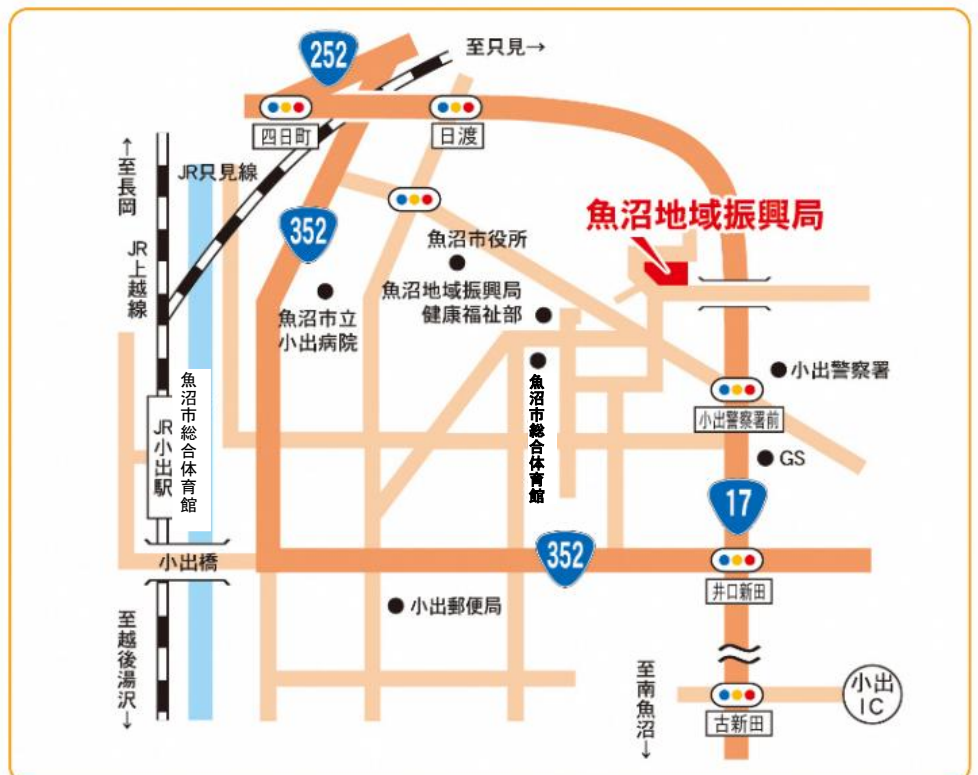 252
至只見→
四日町
日渡
↑至長岡
JR只見線
352
魚沼地域振興局
魚沼市役所
JR上越線
魚沼地域振興局
健康福祉部
魚沼市立
小出病院
魚沼市総合体育館
小出警察署
JR小出駅
魚沼市総合体育館
小出警察署前
GS
17
352
小出橋
井口新田
小出郵便局
至越後湯沢↓
至南魚沼↓
古新田
小出
IC